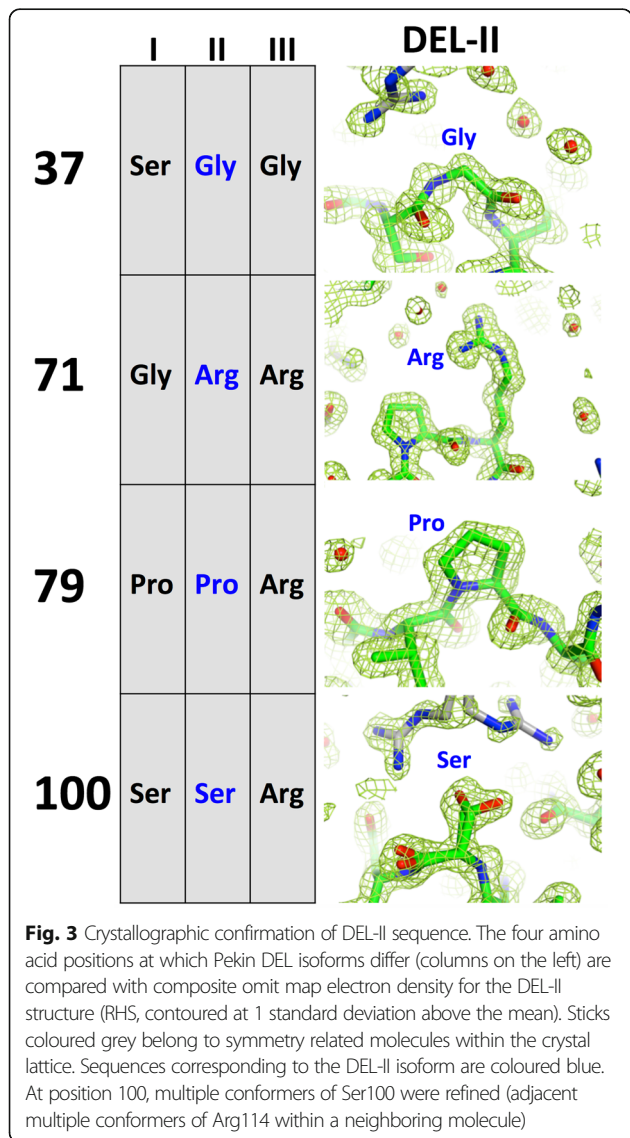 I II III DEL-II
37 Ser Gly Gly Gly
71 Gly Arg Arg Arg
79 Pro Pro Arg Pro
100 Ser Ser Arg Ser
Fig. 3 Crystallographic confirmation of DEL-II sequence. The four amino
acid positions at which Pekin DEL isoforms differ (columns on the left) are
compared with composite omit map electron density for the DEL-II
structure (RHS, contoured at 1 standard deviation above the mean). Sticks
coloured grey belong to symmetry related molecules within the crystal
lattice. Sequences corresponding to the DEL-II isoform are coloured blue.
At position 100, multiple conformers of Ser100 were refined (adjacent
multiple conformers of Arg114 within a neighboring molecule)